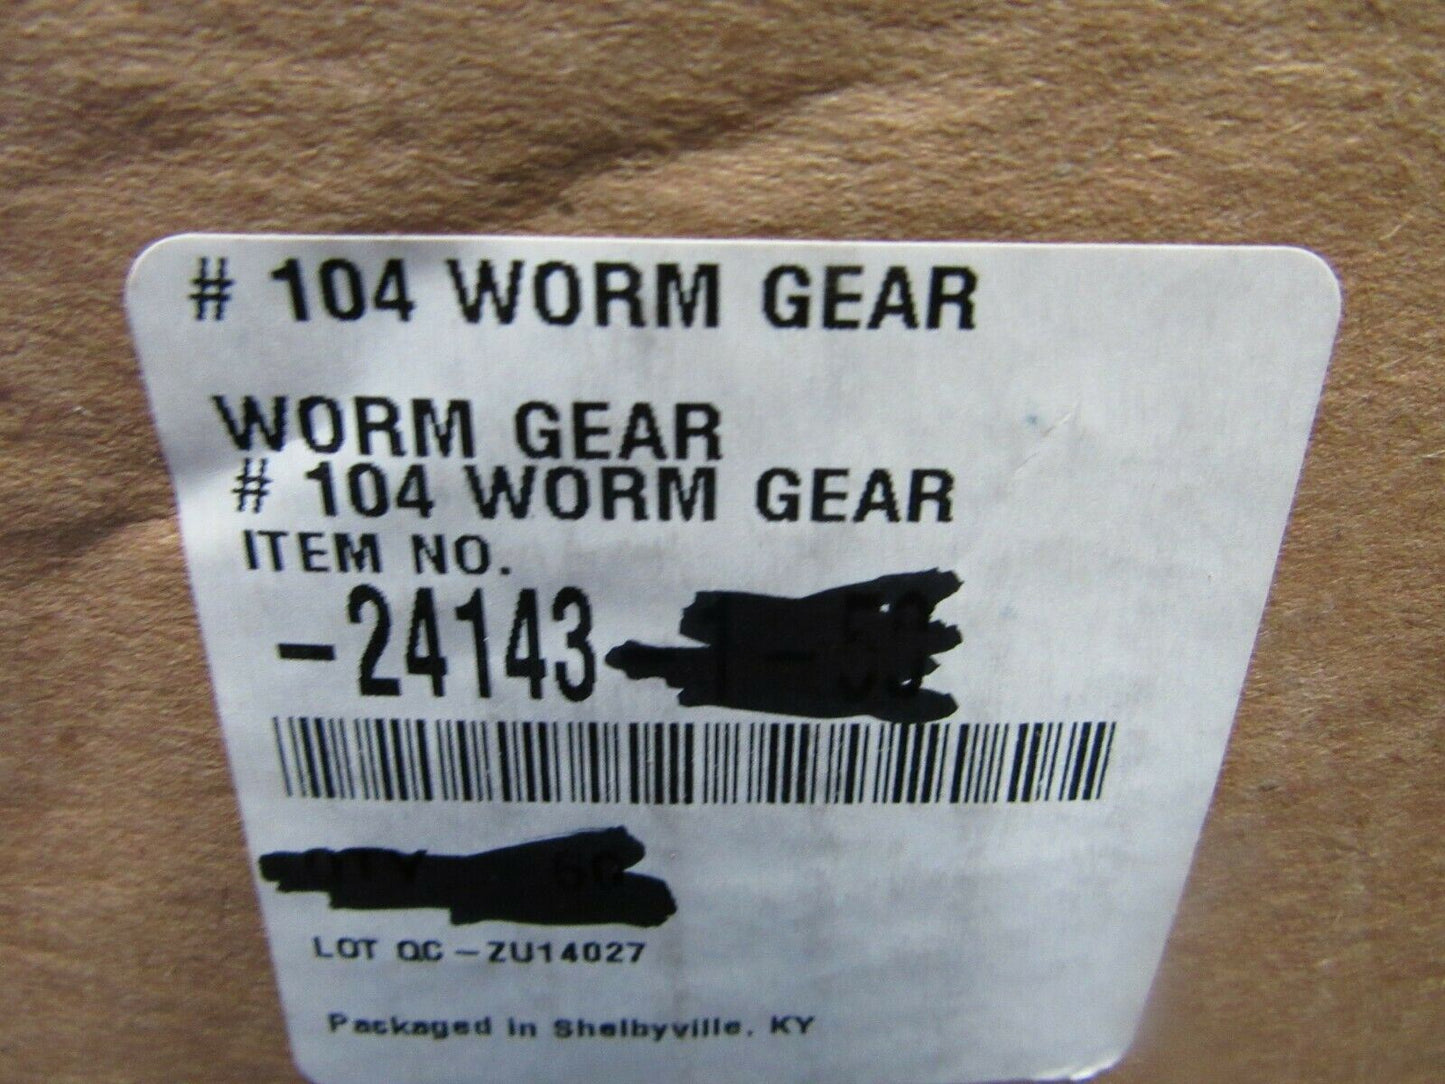 # 104 WORM GEAR
WORM GEAR
# 104 WORM GEAR
ITEM NO.
-24143
LOT QC-ZU14027
Packaged in Shelbyville, KY